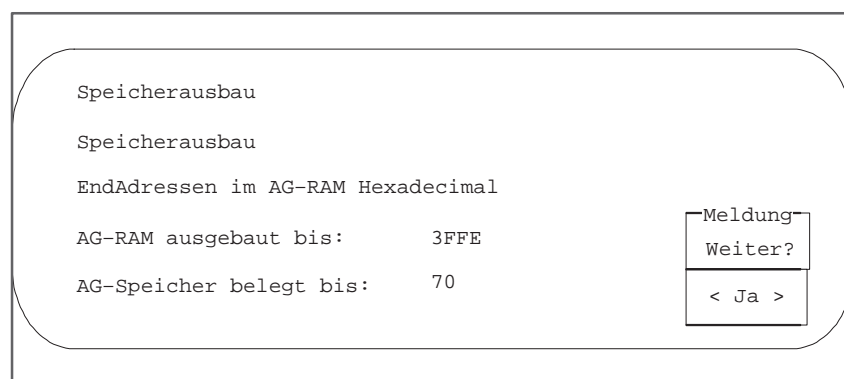 Speicherausbau
Speicherausbau
EndAdressen im AG-RAM Hexadecimal
AG-RAM ausgebaut bis: 3FFE
AG-Speicher belegt bis: 70
Meldung
Weiter?
< Ja >